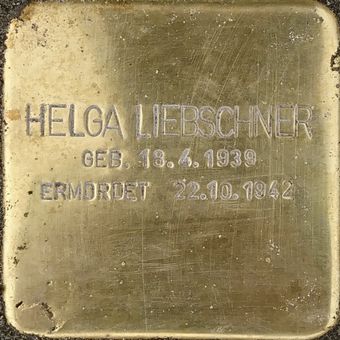 HELGA LIEBSCHNER
GEB. 18.4.1939
ERMORDET 22.10.1942